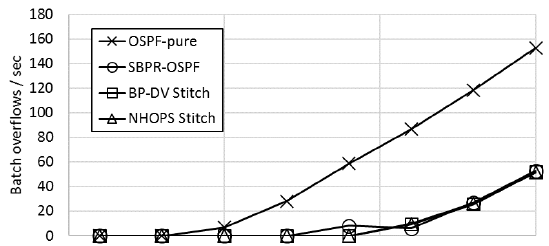 180
160
140
120
100
80
60
40
20
0
Batch overflows / sec
OSPF-pure
SBPR-OSPF
BP-DV Stitch
NHOPS Stitch